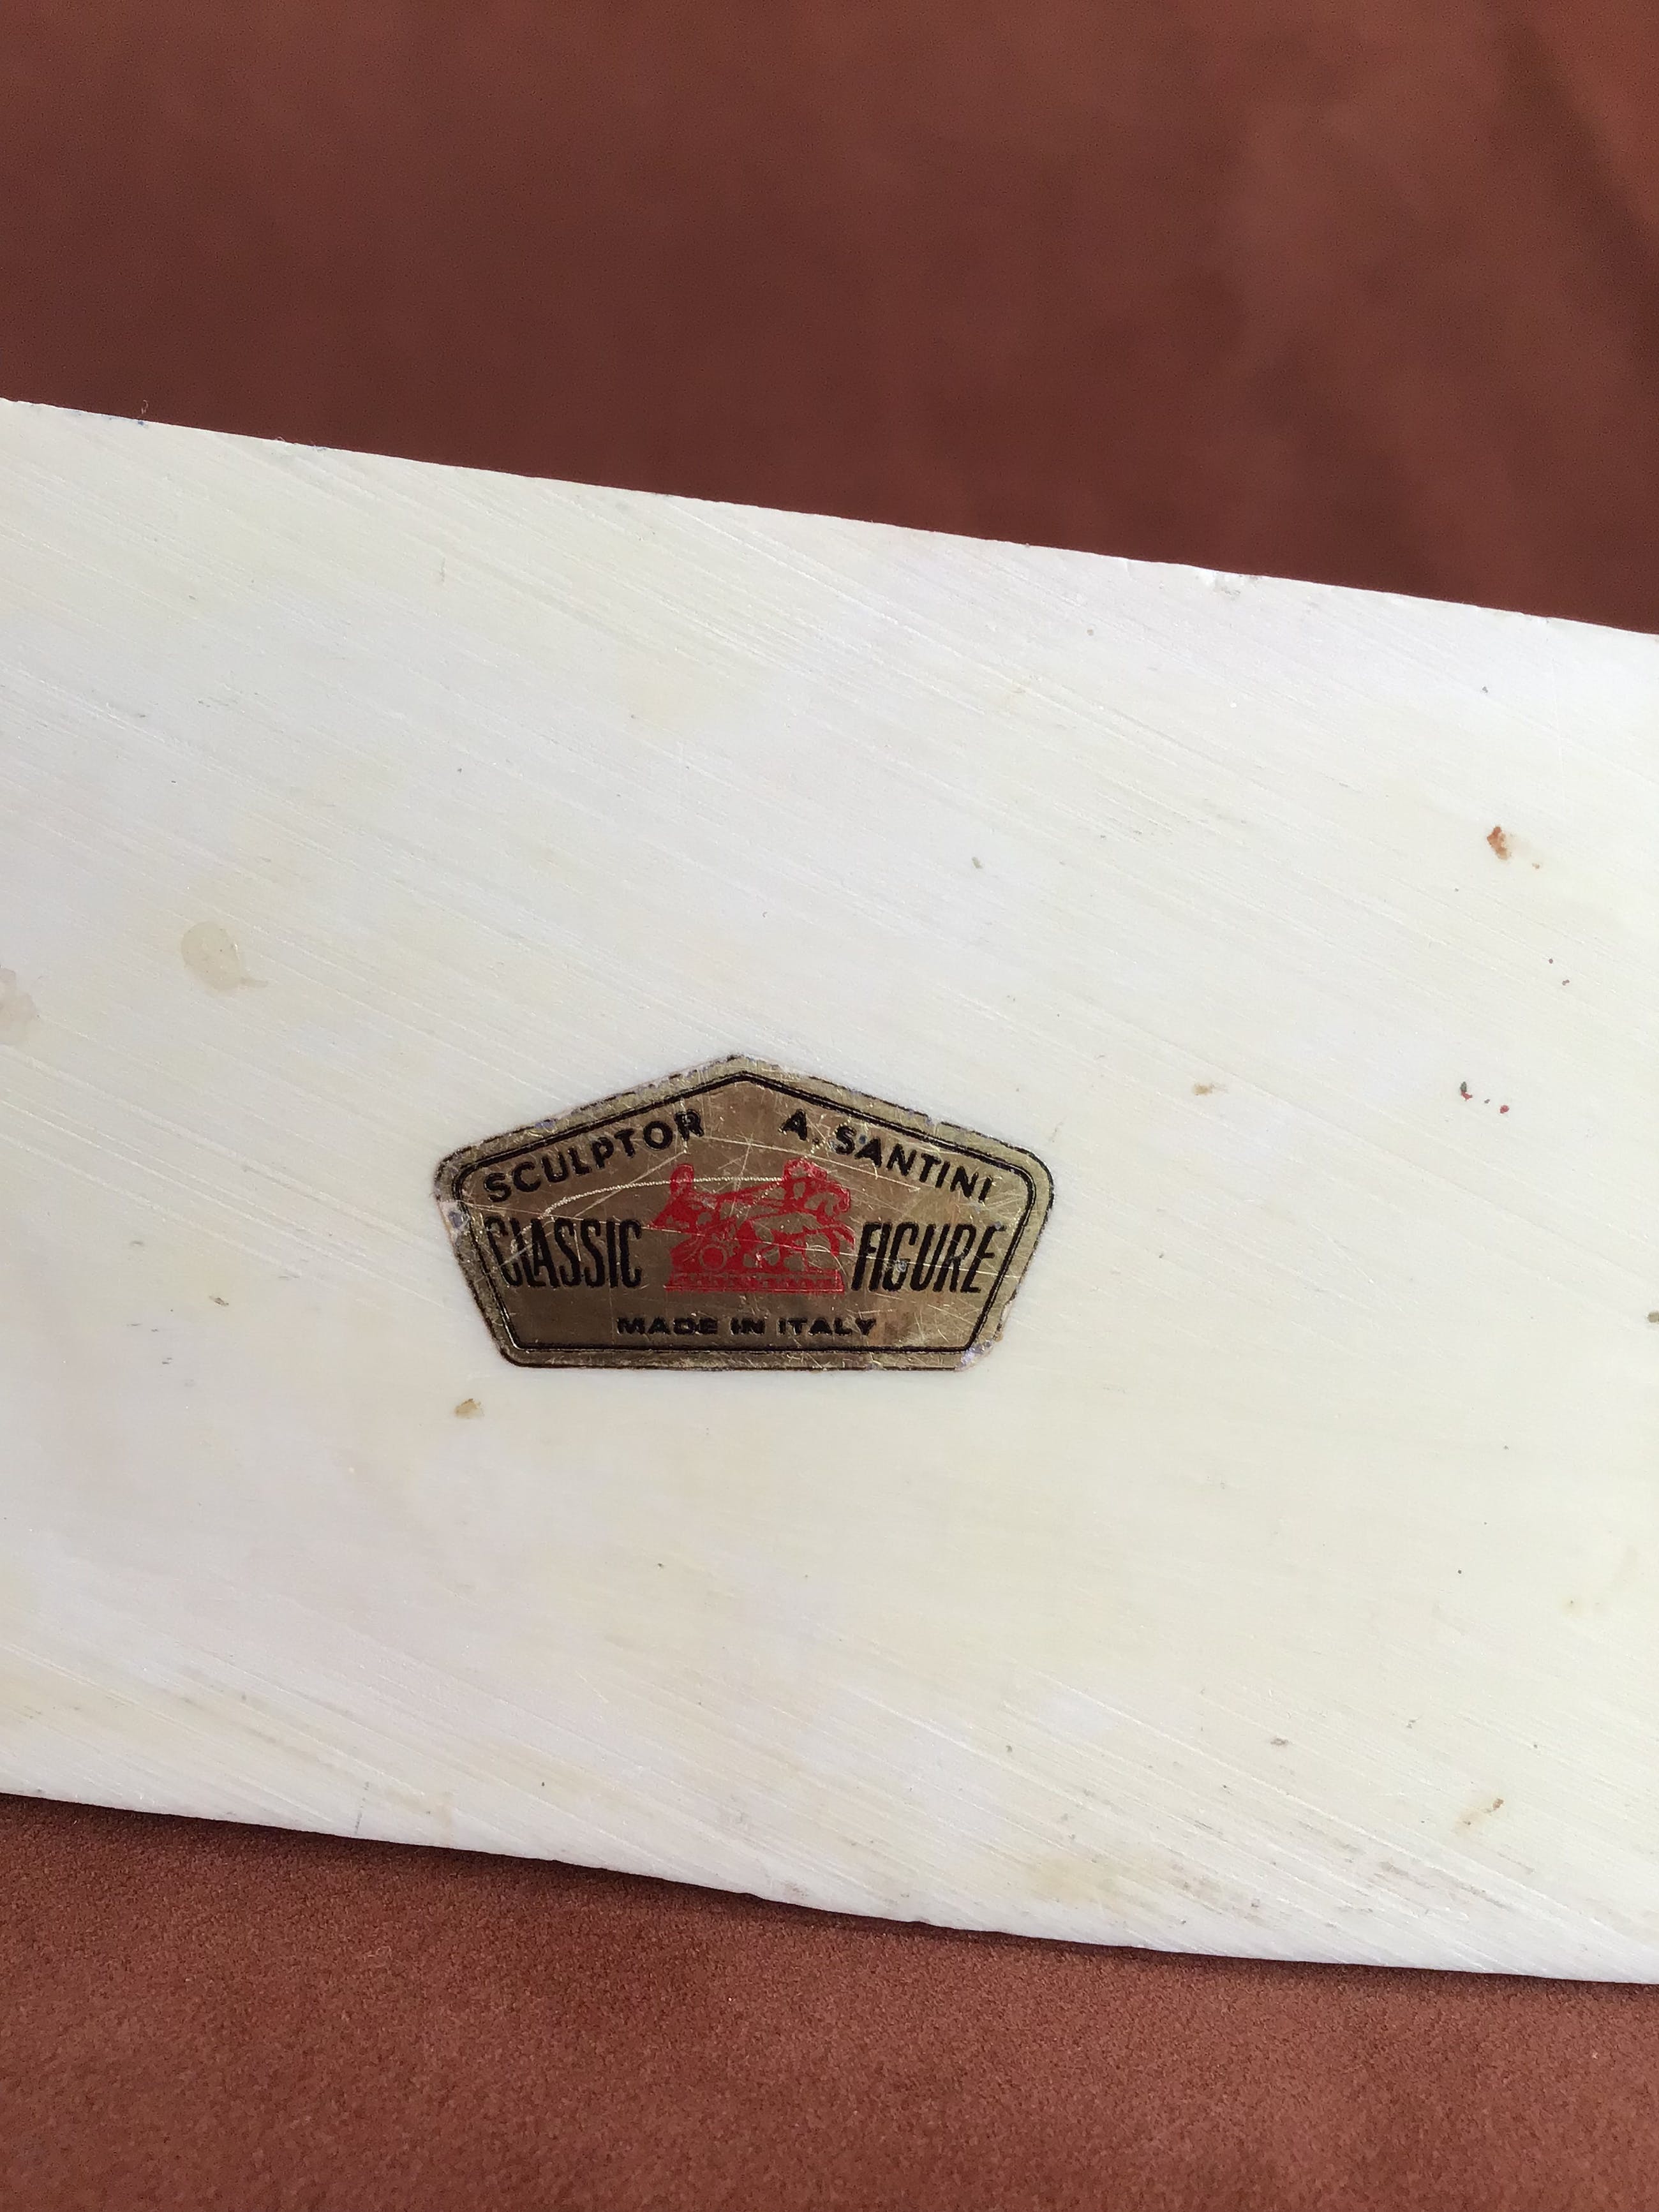 SCULPTOR A. SANTINI
CLASSIC FIGURE
MADE IN ITALY